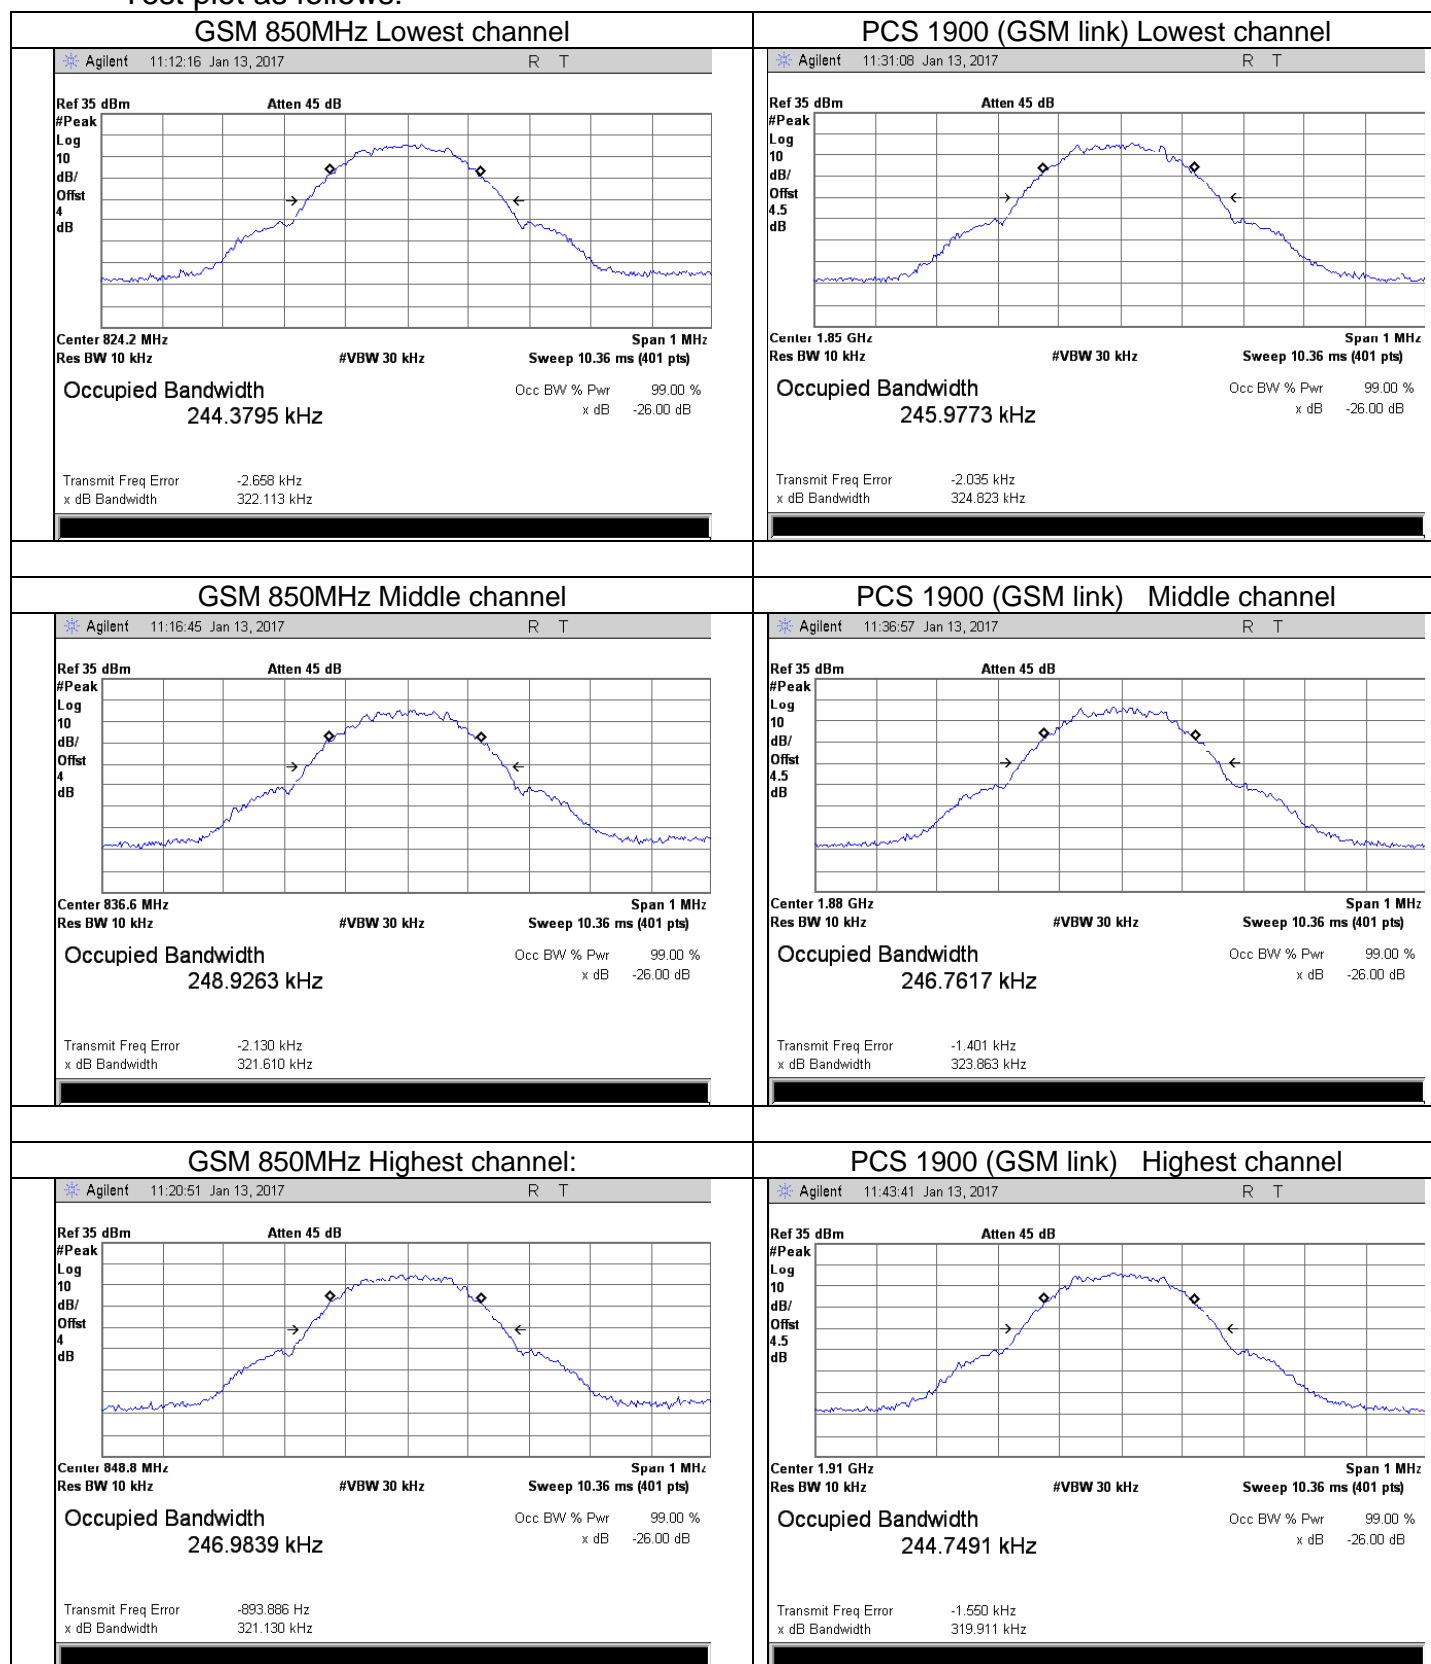 Test plot as follows:
GSM 850MHz Lowest channel
Agilent 11:12:16 Jan 13, 2017 R T
Ref 35 dBm Atten 45 dB
#Peak
Log
10
dB/
Offst
4
dB
Center 824.2 MHz Span 1 MHz
Res BW 10 kHz #VBW 30 kHz Sweep 10.36 ms (401 pts)
Occupied Bandwidth Occ BW % Pwr 99.00 %
244.3795 kHz x dB -26.00 dB
Transmit Freq Error -2.658 kHz
x dB Bandwidth 322.113 kHz
PCS 1900 (GSM link) Lowest channel
Agilent 11:31:08 Jan 13, 2017 R T
Ref 35 dBm Atten 45 dB
#Peak
Log
10
dB/
Offst
4.5
dB
Center 1.85 GHz Span 1 MHz
Res BW 10 kHz #VBW 30 kHz Sweep 10.36 ms (401 pts)
Occupied Bandwidth Occ BW % Pwr 99.00 %
245.9773 kHz x dB -26.00 dB
Transmit Freq Error -2.035 kHz
x dB Bandwidth 324.823 kHz
GSM 850MHz Middle channel
Agilent 11:16:45 Jan 13, 2017 R T
Ref 35 dBm Atten 45 dB
#Peak
Log
10
dB/
Offst
4
dB
Center 836.6 MHz Span 1 MHz
Res BW 10 kHz #VBW 30 kHz Sweep 10.36 ms (401 pts)
Occupied Bandwidth Occ BW % Pwr 99.00 %
248.9263 kHz x dB -26.00 dB
Transmit Freq Error -2.130 kHz
x dB Bandwidth 321.610 kHz
PCS 1900 (GSM link) Middle channel
Agilent 11:36:57 Jan 13, 2017 R T
Ref 35 dBm Atten 45 dB
#Peak
Log
10
dB/
Offst
4.5
dB
Center 1.88 GHz Span 1 MHz
Res BW 10 kHz #VBW 30 kHz Sweep 10.36 ms (401 pts)
Occupied Bandwidth Occ BW % Pwr 99.00 %
246.7617 kHz x dB -26.00 dB
Transmit Freq Error -1.401 kHz
x dB Bandwidth 323.863 kHz
GSM 850MHz Highest channel:
Agilent 11:20:51 Jan 13, 2017 R T
Ref 35 dBm Atten 45 dB
#Peak
Log
10
dB/
Offst
4
dB
Center 848.8 MHz Span 1 MHz
Res BW 10 kHz #VBW 30 kHz Sweep 10.36 ms (401 pts)
Occupied Bandwidth Occ BW % Pwr 99.00 %
246.9839 kHz x dB -26.00 dB
Transmit Freq Error -893.886 Hz
x dB Bandwidth 321.130 kHz
PCS 1900 (GSM link) Highest channel
Agilent 11:43:41 Jan 13, 2017 R T
Ref 35 dBm Atten 45 dB
#Peak
Log
10
dB/
Offst
4.5
dB
Center 1.91 GHz Span 1 MHz
Res BW 10 kHz #VBW 30 kHz Sweep 10.36 ms (401 pts)
Occupied Bandwidth Occ BW % Pwr 99.00 %
244.7491 kHz x dB -26.00 dB
Transmit Freq Error -1.550 kHz
x dB Bandwidth 319.911 kHz